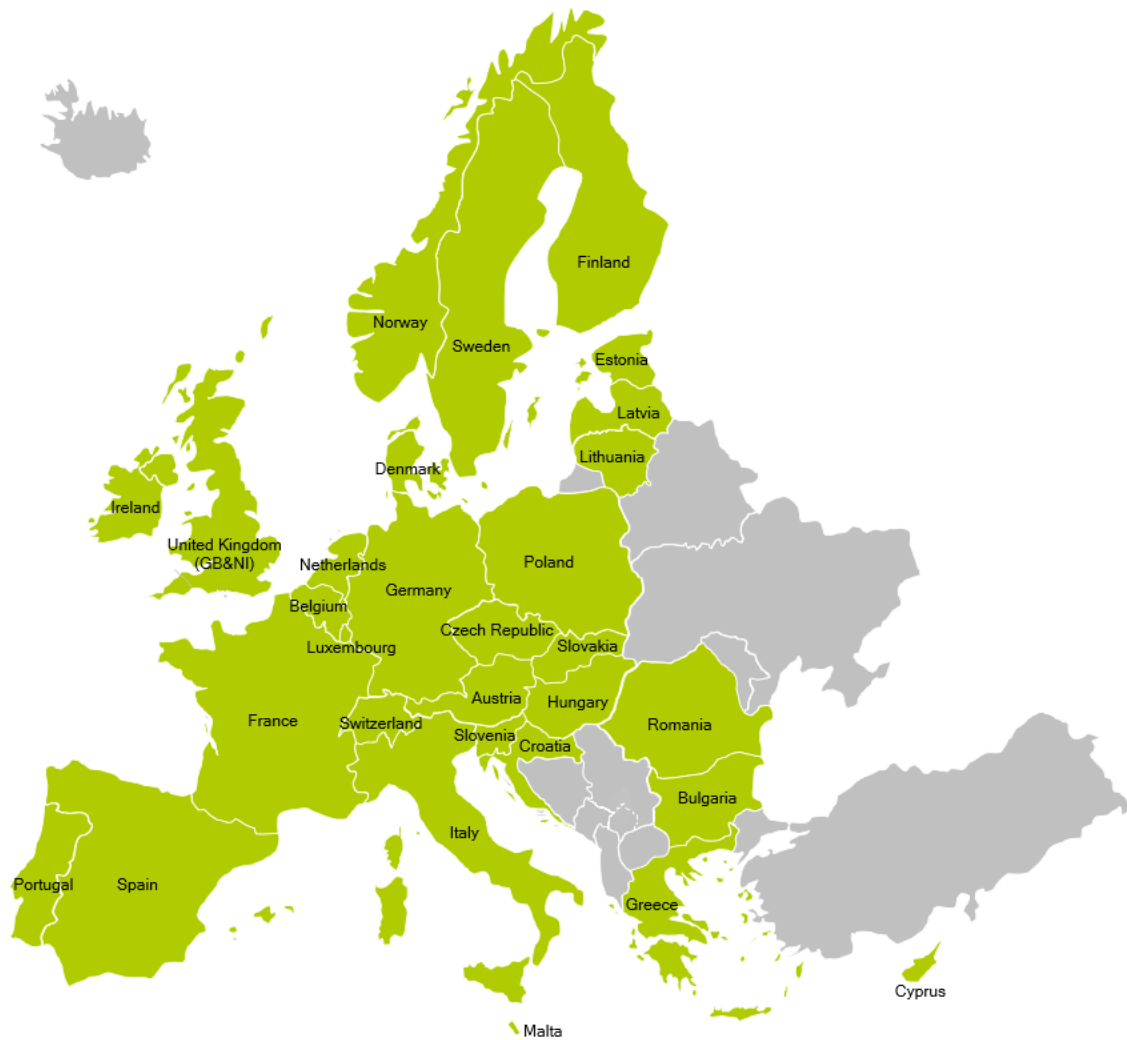 Finland
Norway
Sweden
Estonia
Latvia
Denmark
Lithuania
Ireland
United Kingdom
(GB&NI)
Netherlands
Poland
Germany
Belgium
Czech Republic
Luxembourg
Slovakia
Austria
Hungary
France
Switzerland
Romania
Slovenia
Croatia
Bulgaria
Italy
Portugal
Spain
Greece
Cyprus
Malta